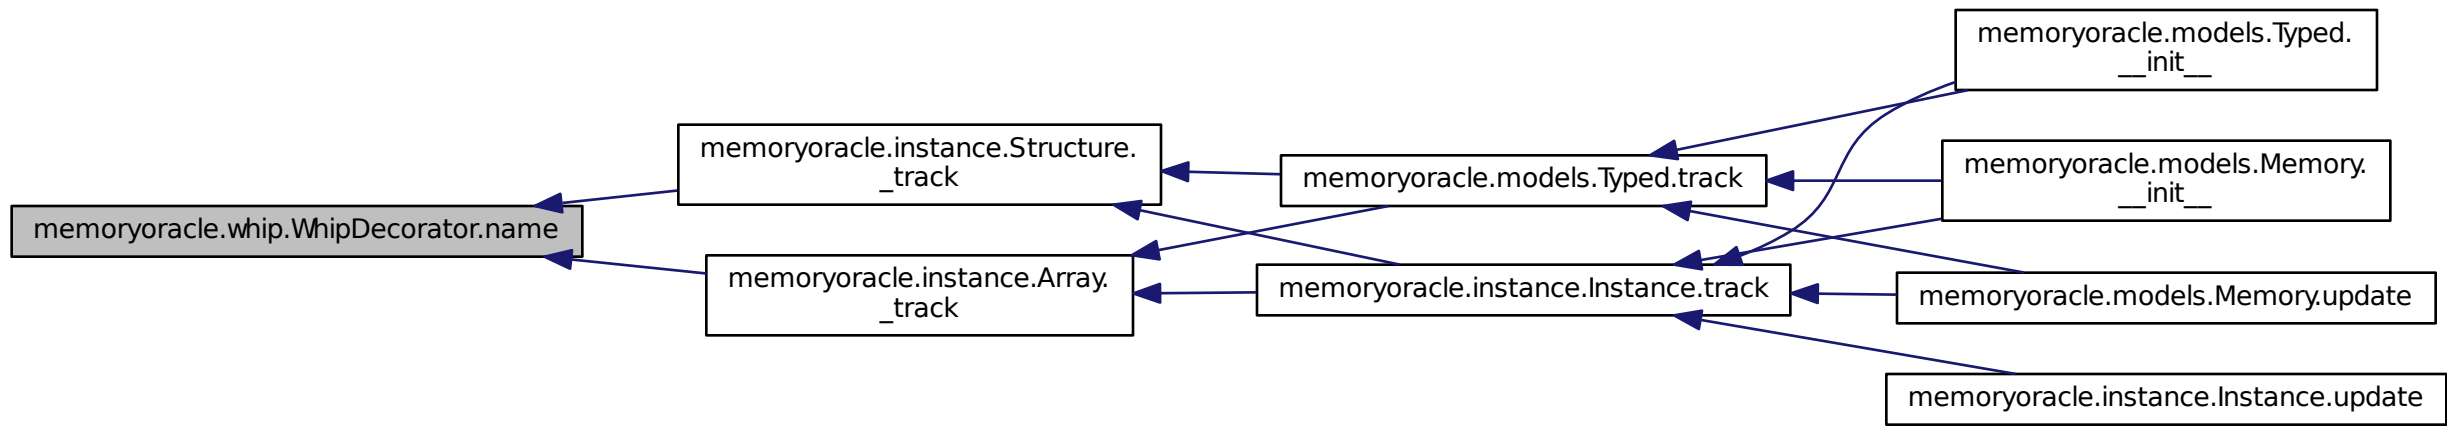 memoryoracle.whip.WhipDecorator.name
memoryoracle.instance.Structure.
_track
memoryoracle.instance.Array.
_track
memoryoracle.models.Typed.track
memoryoracle.instance.Instance.track
memoryoracle.models.Typed.
__init__
memoryoracle.models.Memory.
__init__
memoryoracle.models.Memory.update
memoryoracle.instance.Instance.update